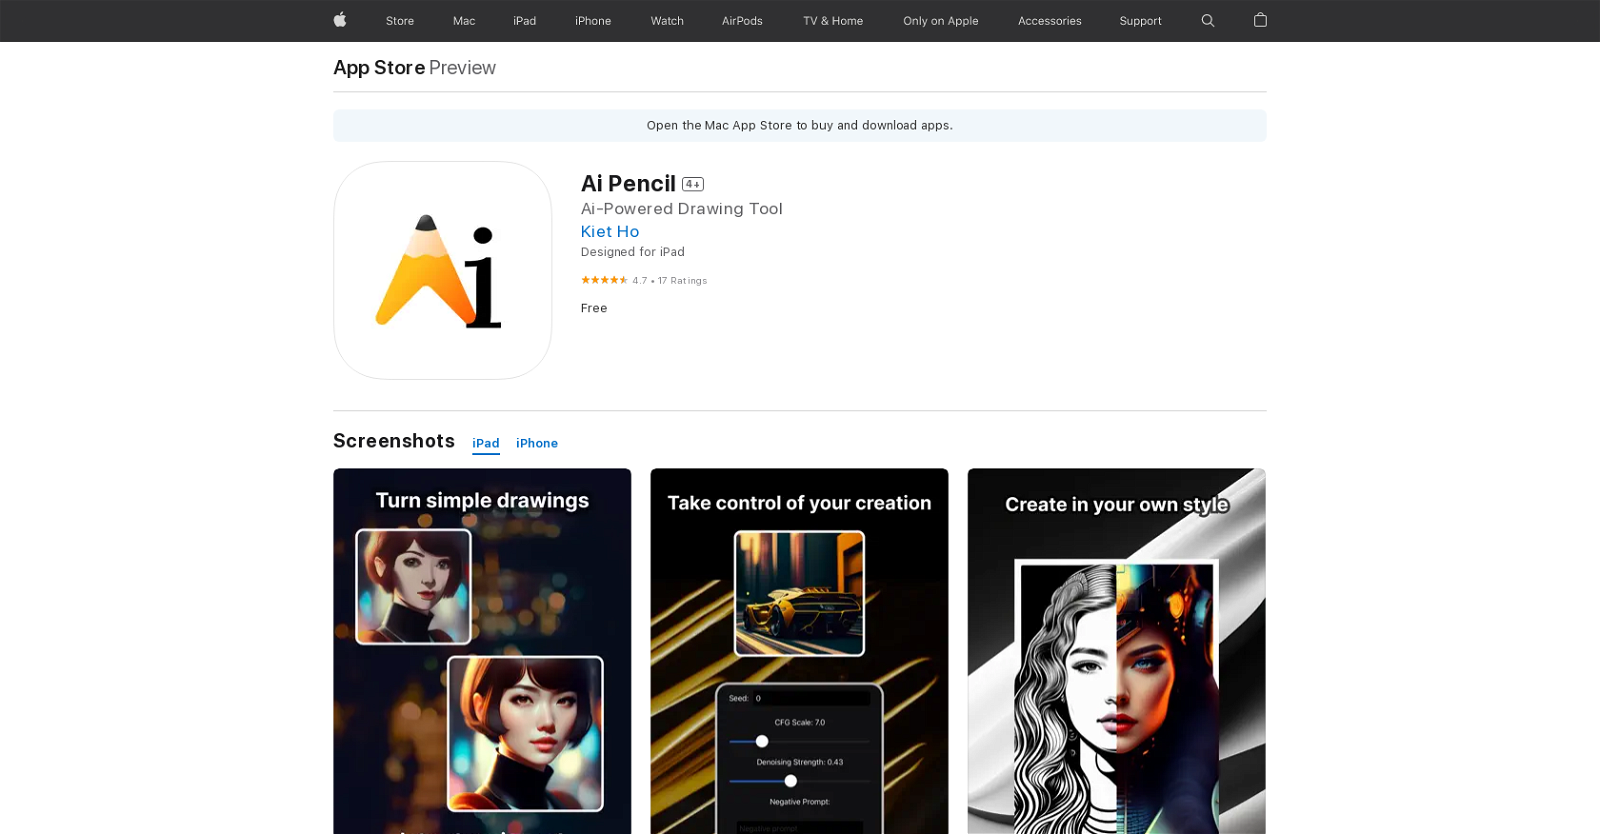 Store Mac iPad iPhone Watch AirPods TV & Home Only on Apple Accessories Support
App Store Preview
Open the Mac App Store to buy and download apps.
Ai
Ai Pencil 4+
Ai-Powered Drawing Tool
Kiet Ho
Designed for iPad
4.7 • 17 Ratings
Free
Screenshots iPad iPhone
Turn simple drawings
Take control of your creation
Seed: 0
CFG Scale: 7.0
Denoising Strength: 0.43
Negative Prompt:
Negative prompt
Create in your own style